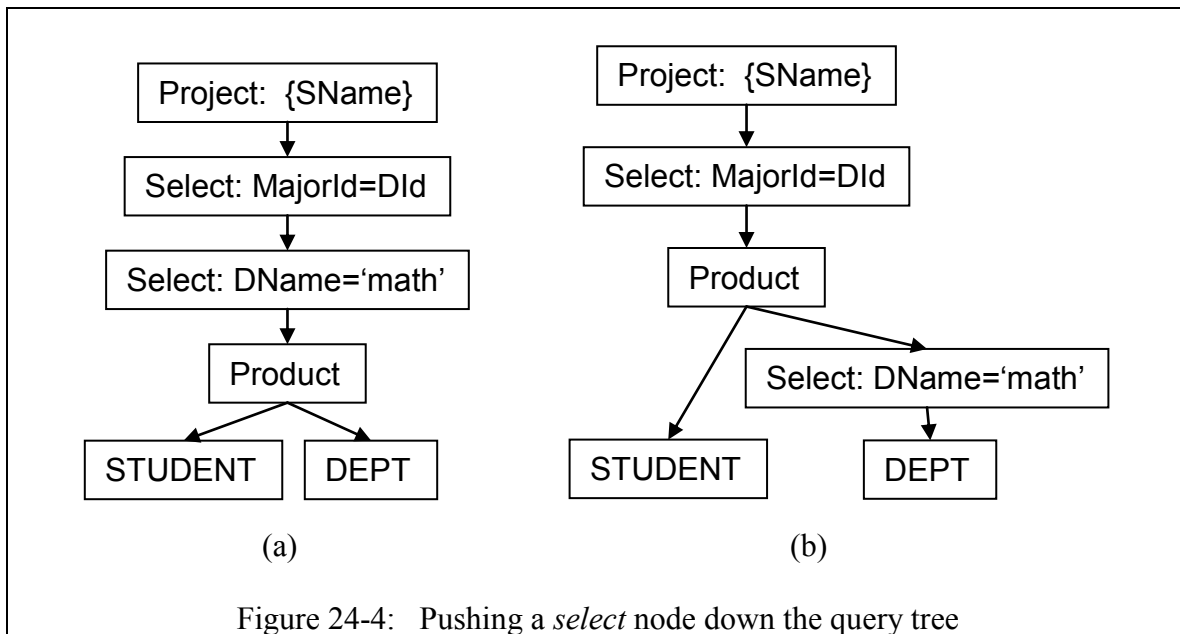 Project:  {SName}
Select: MajorId=DId
Select: DName=‘math’
Product
STUDENT
DEPT
(a)
Project:  {SName}
Select: MajorId=DId
Product
Select: DName=‘math’
STUDENT
DEPT
(b)
Figure 24-4:   Pushing a select node down the query tree